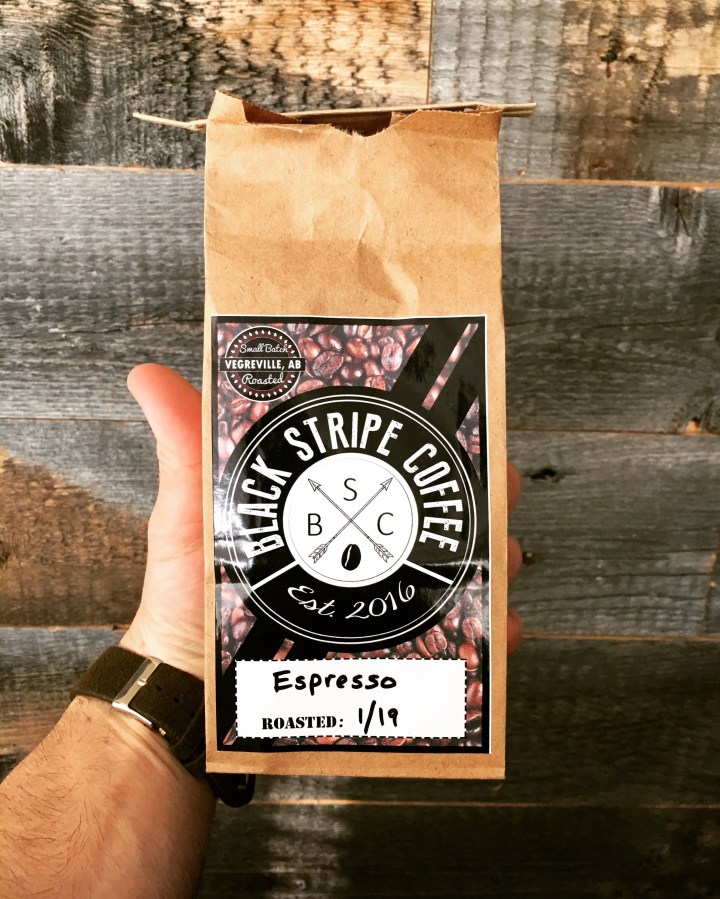 Small Batch
VEGREVILLE, AB
Roasted
BLACK STRIPE COFFEE
S
B C
Est. 2016
Espresso
ROASTED: 1/19